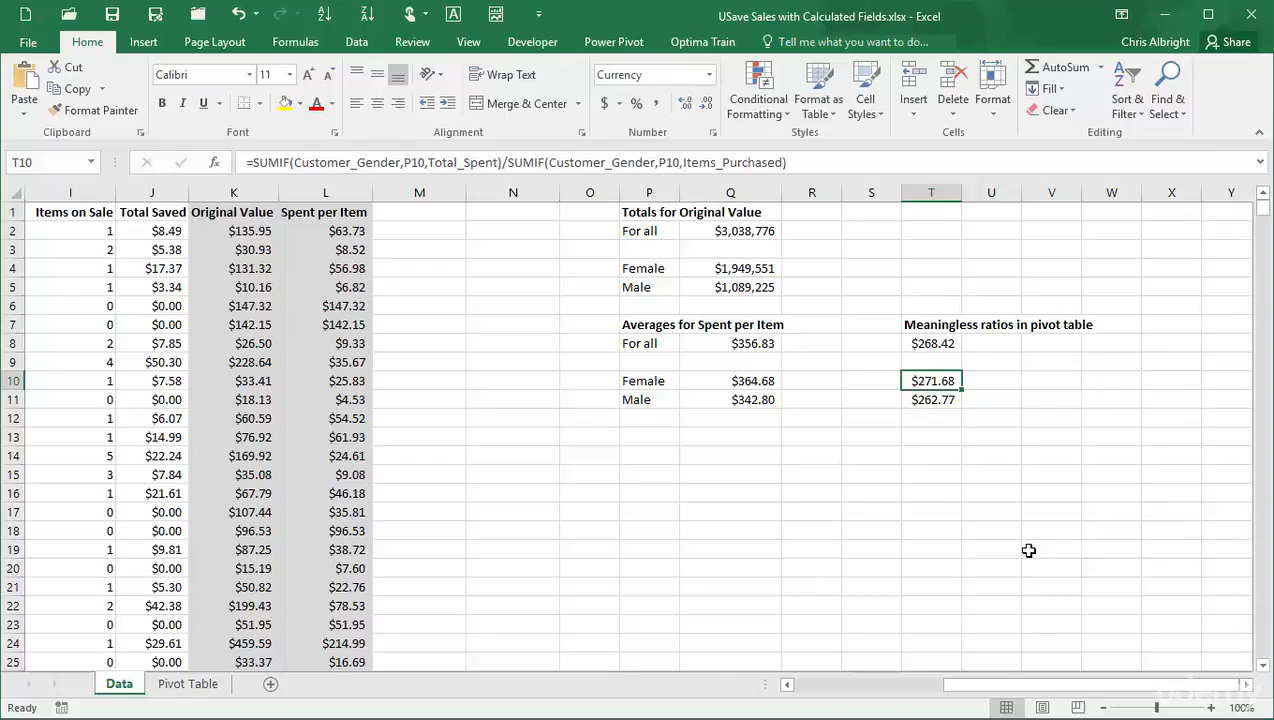 USave Sales with Calculated Fields.xlsx - Excel
File Home Insert Page Layout Formulas Data Review View Developer Power Pivot Optima Train Tell me what you want to do... Chris Albright Share
Cut
Copy
Format Painter
Paste
Clipboard
Calibri 11
B I U
Font
Wrap Text
Merge & Center
Alignment
Currency
$ % ,
Number
Conditional Formatting
Format as Table
Cell Styles
Styles
Insert Delete Format
Cells
AutoSum
Fill
Clear
Sort & Filter
Find & Select
Editing
T10 fx =SUMIF(Customer_Gender,P10,Total_Spent)/SUMIF(Customer_Gender,P10,Items_Purchased)
I J K L M N O P Q R S T U V W X Y
1 Items on Sale Total Saved Original Value Spent per Item Totals for Original Value
2 1 $8.49 $135.95 $63.73 For all $3,038,776
3 2 $5.38 $30.93 $8.52
4 1 $17.37 $131.32 $56.98 Female $1,949,551
5 1 $3.34 $10.16 $6.82 Male $1,089,225
6 0 $0.00 $147.32 $147.32
7 0 $0.00 $142.15 $142.15 Averages for Spent per Item Meaningless ratios in pivot table
8 2 $7.85 $26.50 $9.33 For all $356.83 $268.42
9 4 $50.30 $228.64 $35.67
10 1 $7.58 $33.41 $25.83 Female $364.68 $271.68
11 0 $0.00 $18.13 $4.53 Male $342.80 $262.77
12 1 $6.07 $60.59 $54.52
13 1 $14.99 $76.92 $61.93
14 5 $22.24 $169.92 $24.61
15 3 $7.84 $35.08 $9.08
16 1 $21.61 $67.79 $46.18
17 0 $0.00 $107.44 $35.81
18 0 $0.00 $96.53 $96.53
19 1 $9.81 $87.25 $38.72
20 0 $0.00 $15.19 $7.60
21 1 $5.30 $50.82 $22.76
22 2 $42.38 $199.43 $78.53
23 0 $0.00 $51.95 $51.95
24 1 $29.61 $459.59 $214.99
25 0 $0.00 $33.37 $16.69
Data Pivot Table
udemy
Ready 100%